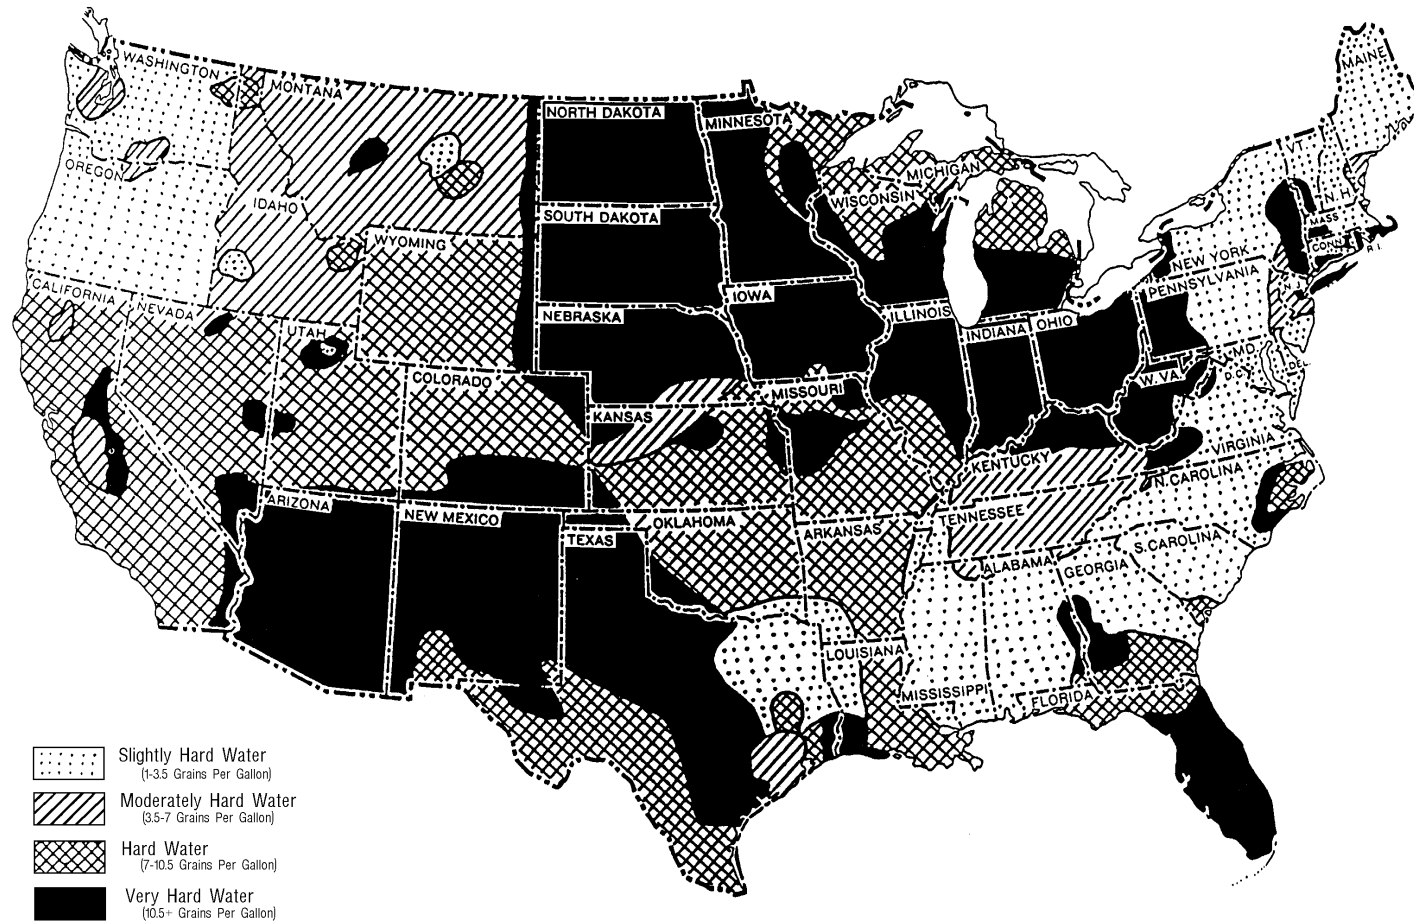 MAINE
WASHINGTON
MONTANA
NORTH DAKOTA
MINNESOTA
VT.
OREGON
MICHIGAN
WISCONSIN
N.H.
IDAHO
SOUTH DAKOTA
MASS
WYOMING
CONN
R.I.
NEW YORK
CALIFORNIA
NEVADA
PENNSYLVANIA
N.J.
IOWA
NEBRASKA
ILLINOIS
INDIANA
OHIO
UTAH
MD.
DEL.
D.C.
W.VA.
COLORADO
MISSOURI
KANSAS
VIRGINIA
KENTUCKY
N.CAROLINA
ARIZONA
NEW MEXICO
OKLAHOMA
TENNESSEE
ARKANSAS
TEXAS
S.CAROLINA
ALABAMA
GEORGIA
LOUISIANA
MISSISSIPPI
FLORIDA
Slightly Hard Water
(1-3.5 Grains Per Gallon)
Moderately Hard Water
(3.5-7 Grains Per Gallon)
Hard Water
(7-10.5 Grains Per Gallon)
Very Hard Water
(10.5+ Grains Per Gallon)